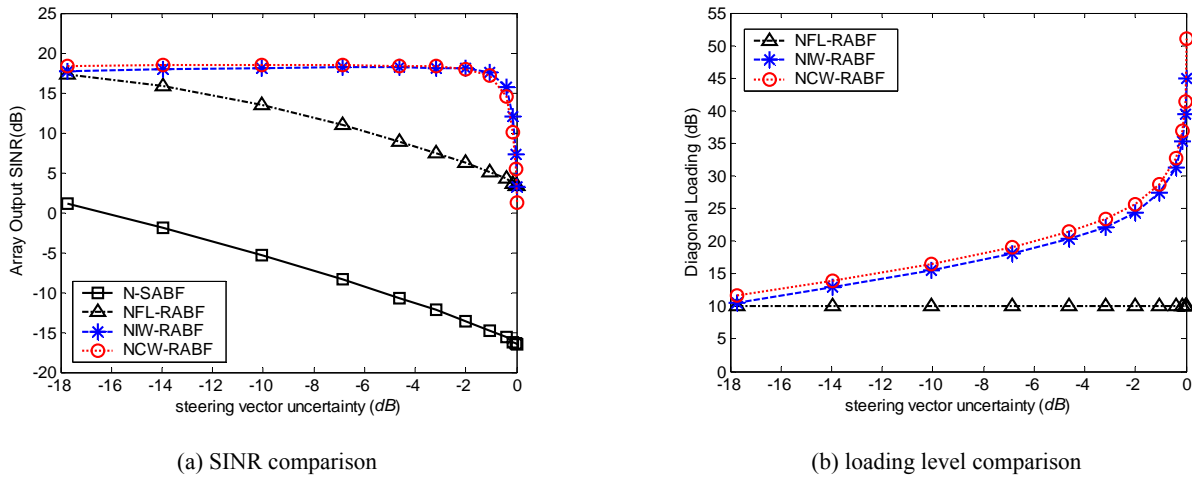 25
20
15
10
5
0
-5
-10
-15
-20
Array Output SINR(dB)
N-SABF
NFL-RABF
NIW-RABF
NCW-RABF
-18 -16 -14 -12 -10 -8 -6 -4 -2 0
steering vector uncertainty (dB)
(a) SINR comparison
55
50
45
40
35
30
25
20
15
10
5
0
Diagonal Loading (dB)
NFL-RABF
NIW-RABF
NCW-RABF
-18 -16 -14 -12 -10 -8 -6 -4 -2 0
steering vector uncertainty (dB)
(b) loading level comparison